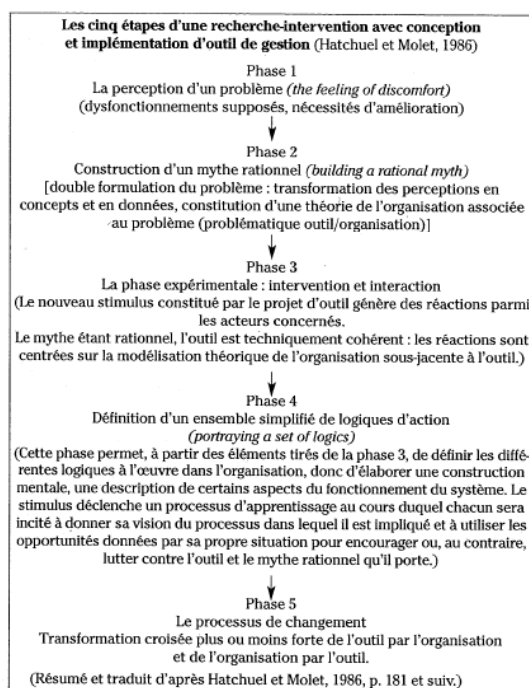 Les cinq étapes d'une recherche-intervention avec conception
et implémentation d'outil de gestion (Hatchuel et Molet, 1986)
Phase 1
La perception d'un problème (the feeling of discomfort)
(dysfonctionnements supposés, nécessités d'amélioration)
Phase 2
Construction d'un mythe rationnel (building a rational myth)
[double formulation du problème : transformation des perceptions en
concepts et en données, constitution d'une théorie de l'organisation associée
au problème (problématique outil/organisation)]
Phase 3
La phase expérimentale : intervention et interaction
(Le nouveau stimulus constitué par le projet d'outil génère des réactions parmi
les acteurs concernés.
Le mythe étant rationnel, l'outil est techniquement cohérent : les réactions sont
centrées sur la modélisation théorique de l'organisation sous-jacente à l'outil.)
Phase 4
Définition d'un ensemble simplifié de logiques d'action
(portraying a set of logics)
(Cette phase permet, à partir des éléments tirés de la phase 3, de définir les diffé-
rentes logiques à l'œuvre dans l'organisation, donc d'élaborer une construction
mentale, une description de certains aspects du fonctionnement du système. Le
stimulus déclenche un processus d'apprentissage au cours duquel chacun sera
incité à donner sa vision du processus dans lequel il est impliqué et à utiliser les
opportunités données par sa propre situation pour encourager ou, au contraire,
lutter contre l'outil et le mythe rationnel qu'il porte.)
Phase 5
Le processus de changement
Transformation croisée plus ou moins forte de l'outil par l'organisation
et de l'organisation par l'outil.
(Résumé et traduit d'après Hatchuel et Molet, 1986, p. 181 et suiv.)